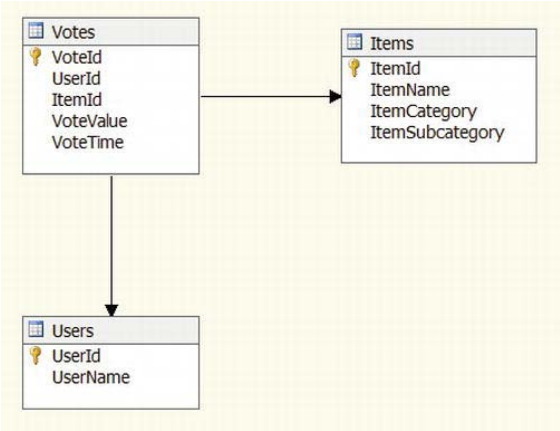 Votes
VoteId
UserId
ItemId
VoteValue
VoteTime
Items
ItemId
ItemName
ItemCategory
ItemSubcategory
Users
UserId
UserName